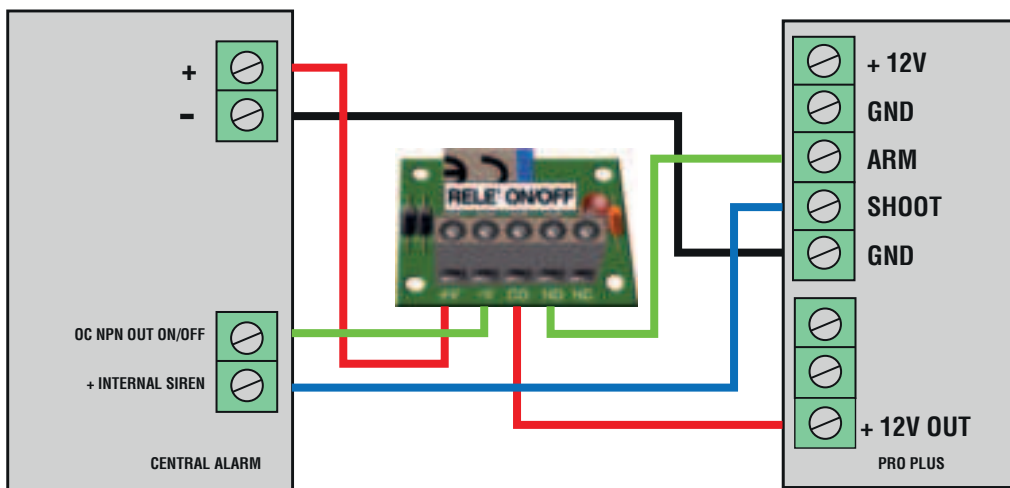 +
-
OC NPN OUT ON/OFF
+ INTERNAL SIREN
CENTRAL ALARM
RELE' ON/OFF
+ 12V
GND
ARM
SHOOT
GND
+ 12V OUT
PRO PLUS